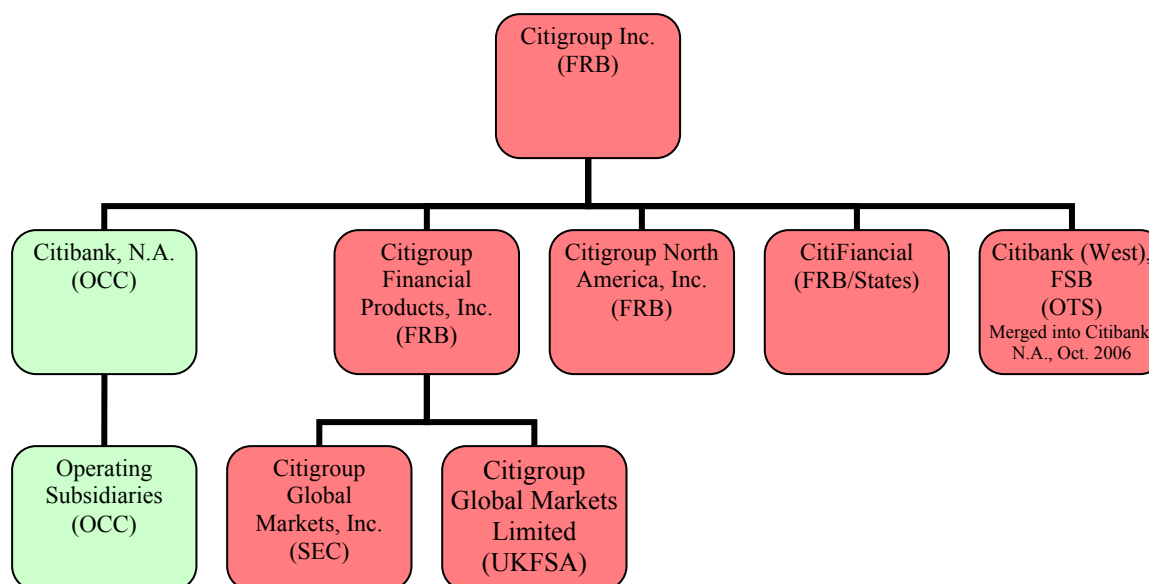 Citigroup Inc.
(FRB)
Citibank, N.A.
(OCC)
Citigroup
Financial
Products, Inc.
(FRB)
Citigroup North
America, Inc.
(FRB)
CitiFiancial
(FRB/States)
Citibank (West),
FSB
(OTS)
Merged into Citibank
N.A., Oct. 2006
Operating
Subsidiaries
(OCC)
Citigroup
Global
Markets, Inc.
(SEC)
Citigroup
Global Markets
Limited
(UKFSA)